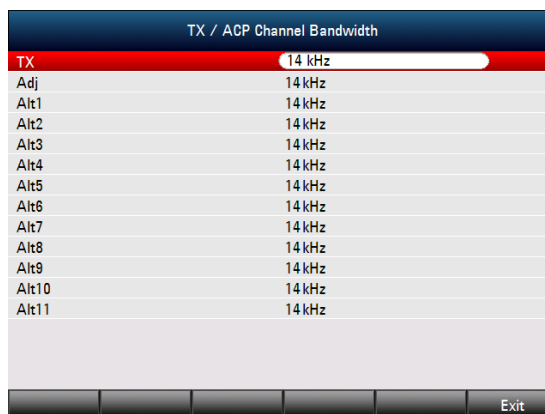 TX / ACP Channel Bandwidth
TX 14 kHz
Adj 14 kHz
Alt1 14 kHz
Alt2 14 kHz
Alt3 14 kHz
Alt4 14 kHz
Alt5 14 kHz
Alt6 14 kHz
Alt7 14 kHz
Alt8 14 kHz
Alt9 14 kHz
Alt10 14 kHz
Alt11 14 kHz
Exit